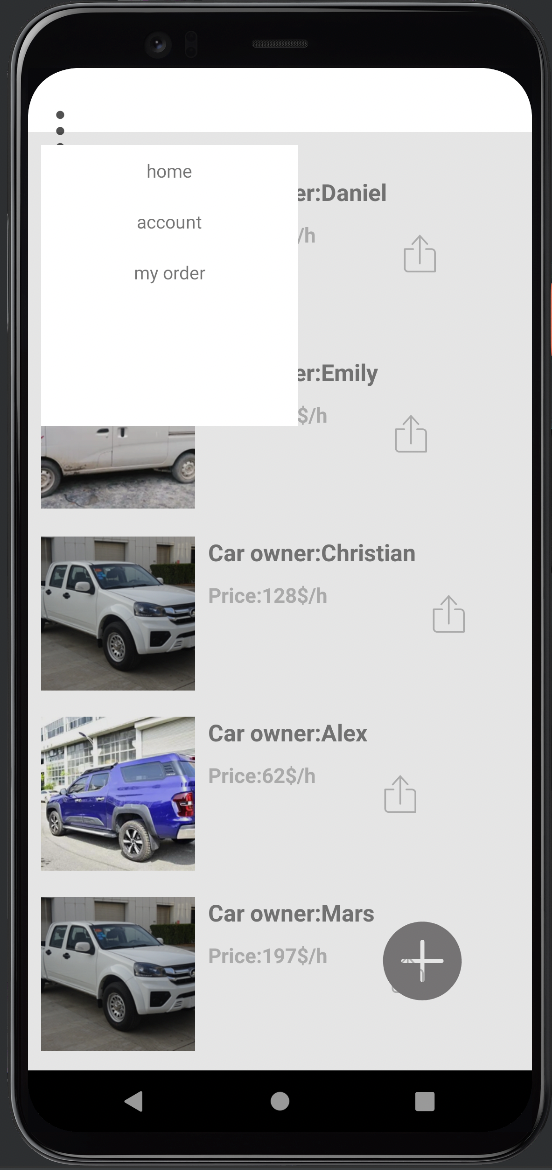 home
account
my order
er:Daniel
/h
er:Emily
$/h
Car owner:Christian
Price:128$/h
Car owner:Alex
Price:62$/h
Car owner:Mars
Price:197$/h